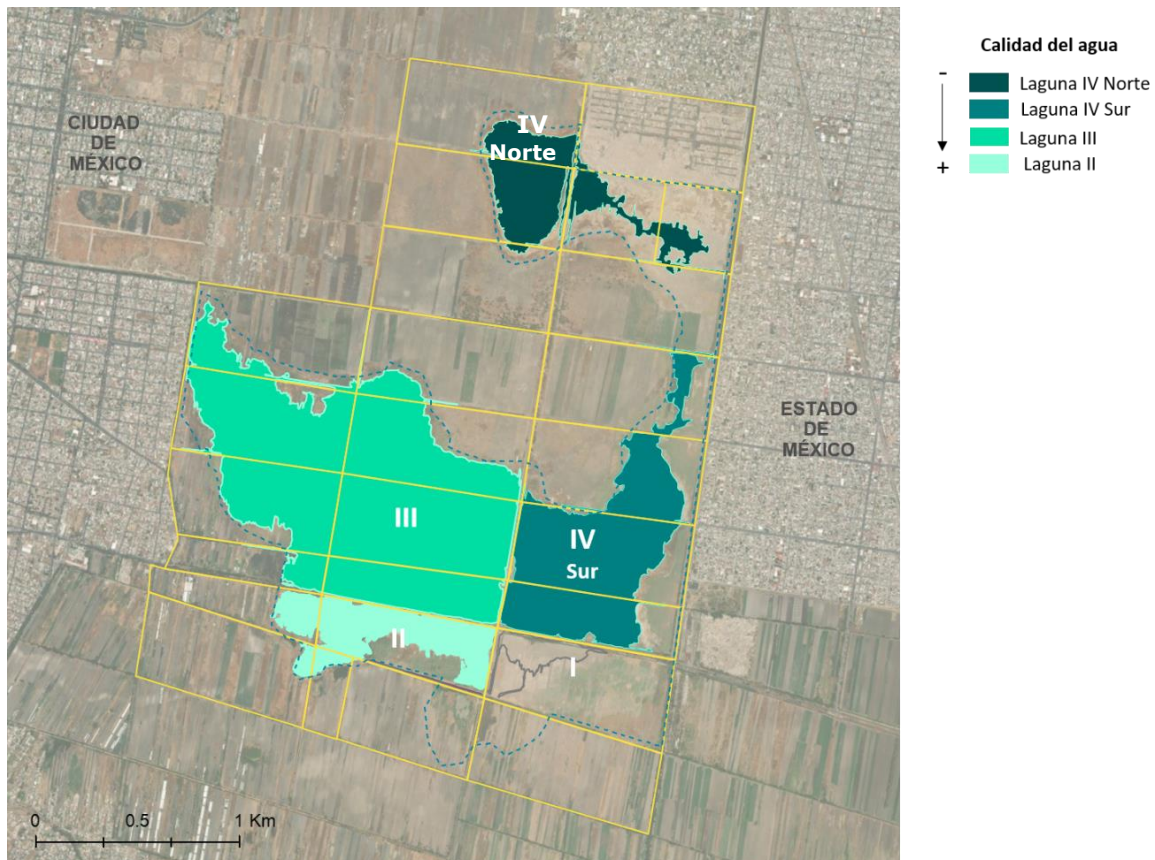 Calidad del agua
-
Laguna IV Norte
Laguna IV Sur
Laguna III
Laguna II
+
CIUDAD
DE
MÉXICO
IV
Norte
ESTADO
DE
MÉXICO
III
IV
Sur
II
I
0 0.5 1 Km